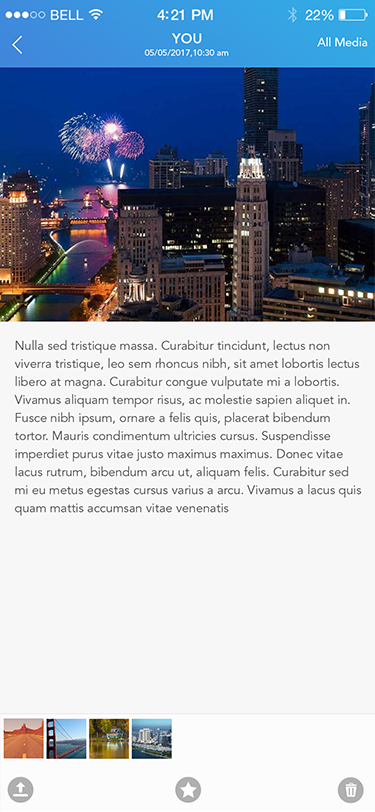 BELL 4:21 PM 22%
YOU
05/05/2017,10:30 am
All Media
Nulla sed tristique massa. Curabitur tincidunt, lectus non
viverra tristique, leo sem rhoncus nibh, sit amet lobortis lectus
libero at magna. Curabitur congue vulputate mi a lobortis.
Vivamus aliquam tempor risus, ac molestie sapien aliquet in.
Fusce nibh ipsum, ornare a felis quis, placerat bibendum
tortor. Mauris condimentum ultricies cursus. Suspendisse
imperdiet purus vitae justo maximus maximus. Donec vitae
lacus rutrum, bibendum arcu ut, aliquam felis. Curabitur sed
mi eu metus egestas cursus varius a arcu. Vivamus a lacus quis
quam mattis accumsan vitae venenatis